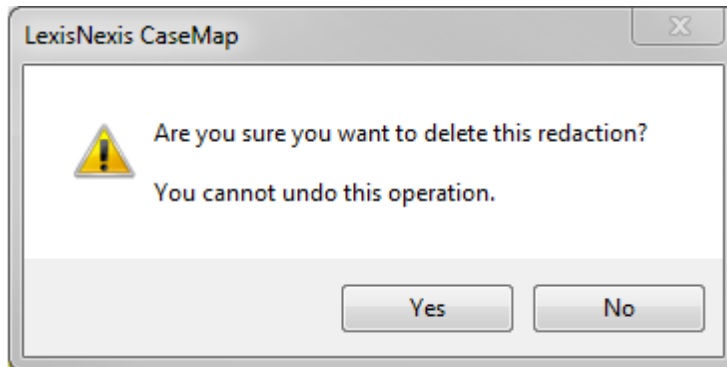 LexisNexis CaseMap
Are you sure you want to delete this redaction?
You cannot undo this operation.
Yes No